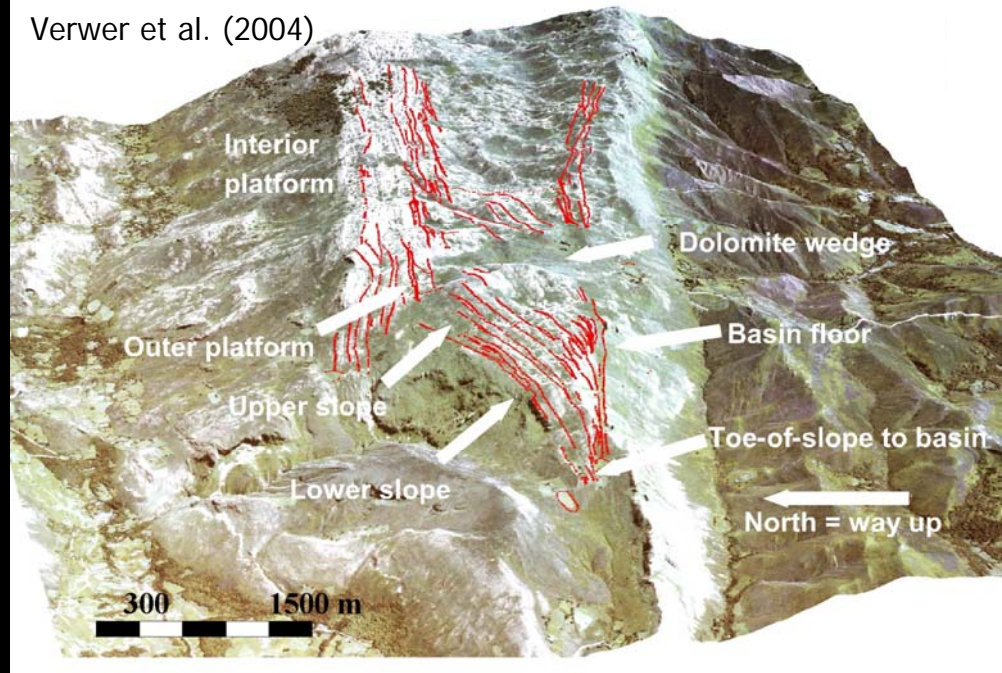 Verwer et al. (2004)
Interior
platform
Dolomite wedge
Outer platform
Basin floor
Upper slope
Toe-of-slope to basin
Lower slope
North = way up
300 1500 m